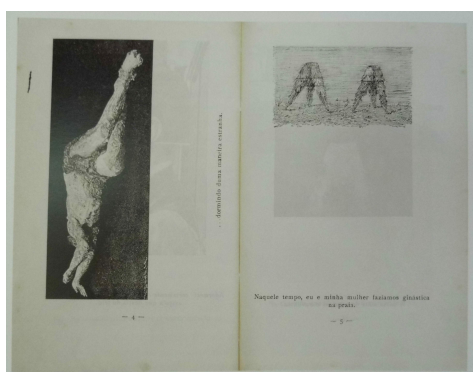 ...dormindo duma maneira estranha.
— 4 —
Naquele tempo, eu e minha mulher faziamos ginastica
na praia.
— 5 —